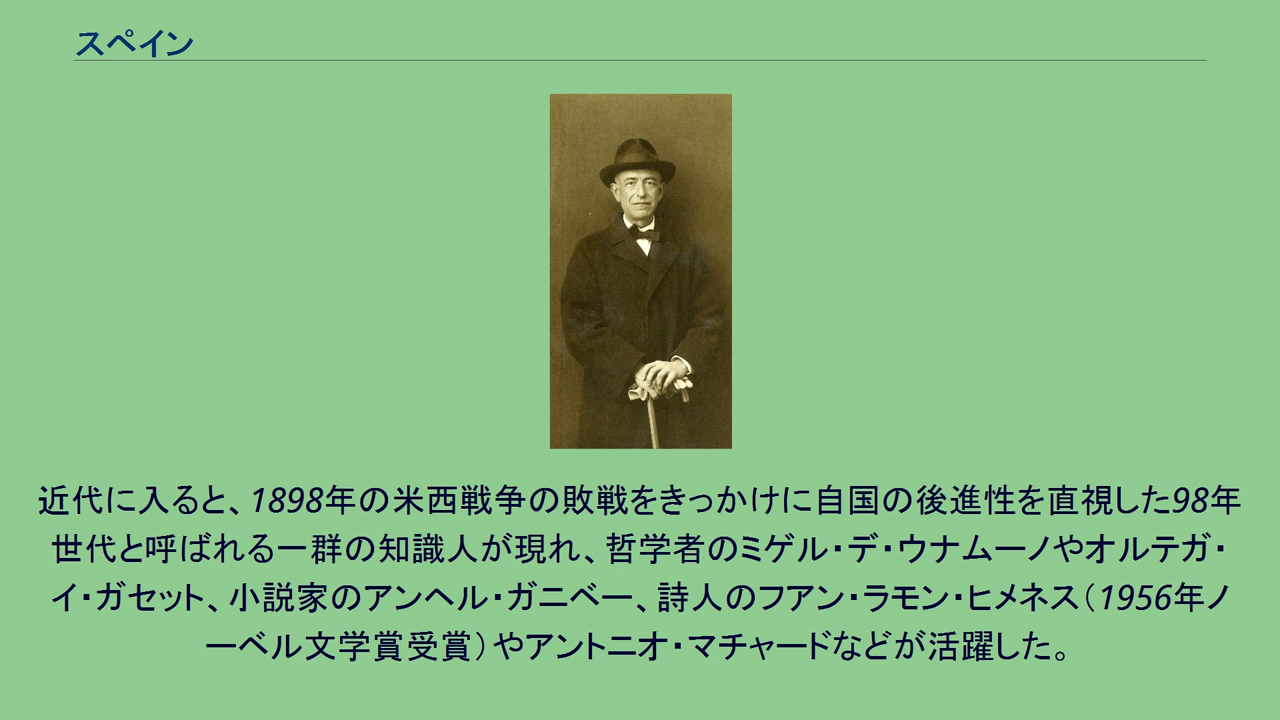 スペイン
近代に入ると、1898年の米西戦争の敗戦をきっかけに自国の後進性を直視した98年
世代と呼ばれる一群の知識人が現れ、哲学者のミゲル・デ・ウナムーノやオルテガ・
イ・ガセット、小説家のアンヘル・ガニベー、詩人のフアン・ラモン・ヒメネス（1956年ノ
ーベル文学賞受賞）やアントニオ・マチャードなどが活躍した。